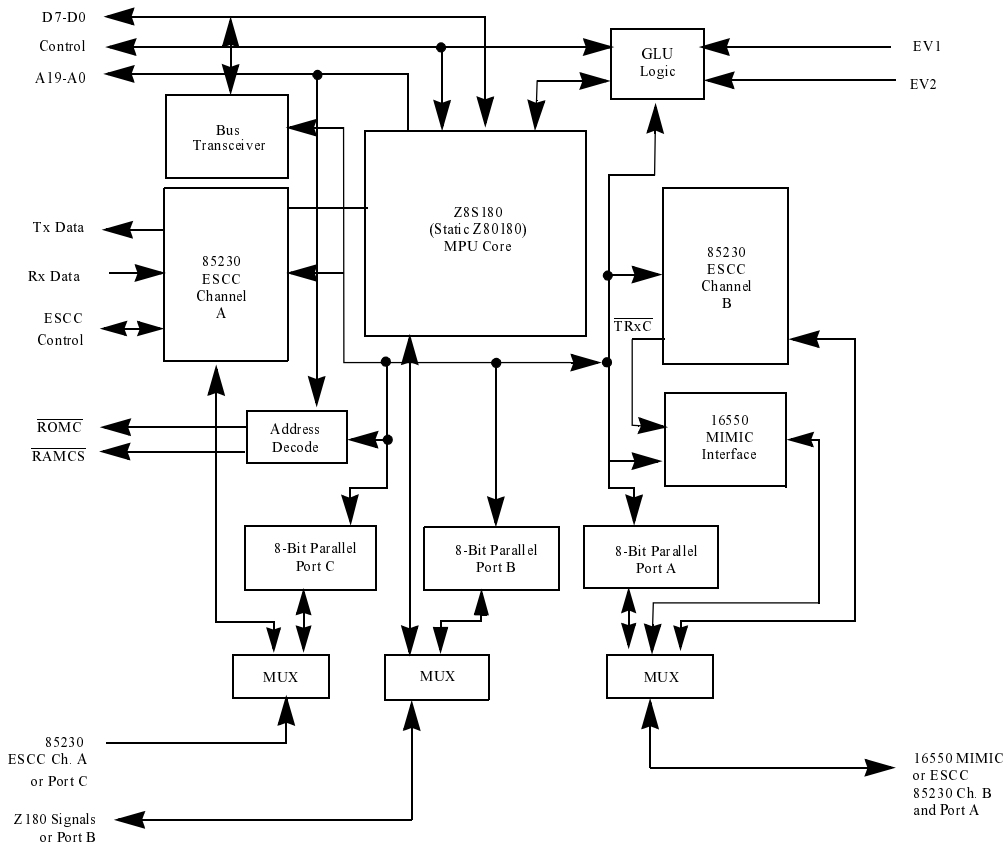 D7-D0
Control
A19-A0
GLU
Logic
EV1
EV2
Bus
Transceiver
Z8S180
(Static Z80180)
MPU Core
Tx Data
Rx Data
ESCC
Control
85230
ESCC
Channel
A
85230
ESCC
Channel
B
TRxC
ROMC
RAMCS
Address
Decode
16550
MIMIC
Interface
8-Bit Parallel
Port C
8-Bit Parallel
Port B
8-Bit Parallel
Port A
MUX
MUX
MUX
85230
ESCC Ch. A
or Port C
Z180 Signals
or Port B
16550 MIMIC
or ESCC
85230 Ch. B
and Port A